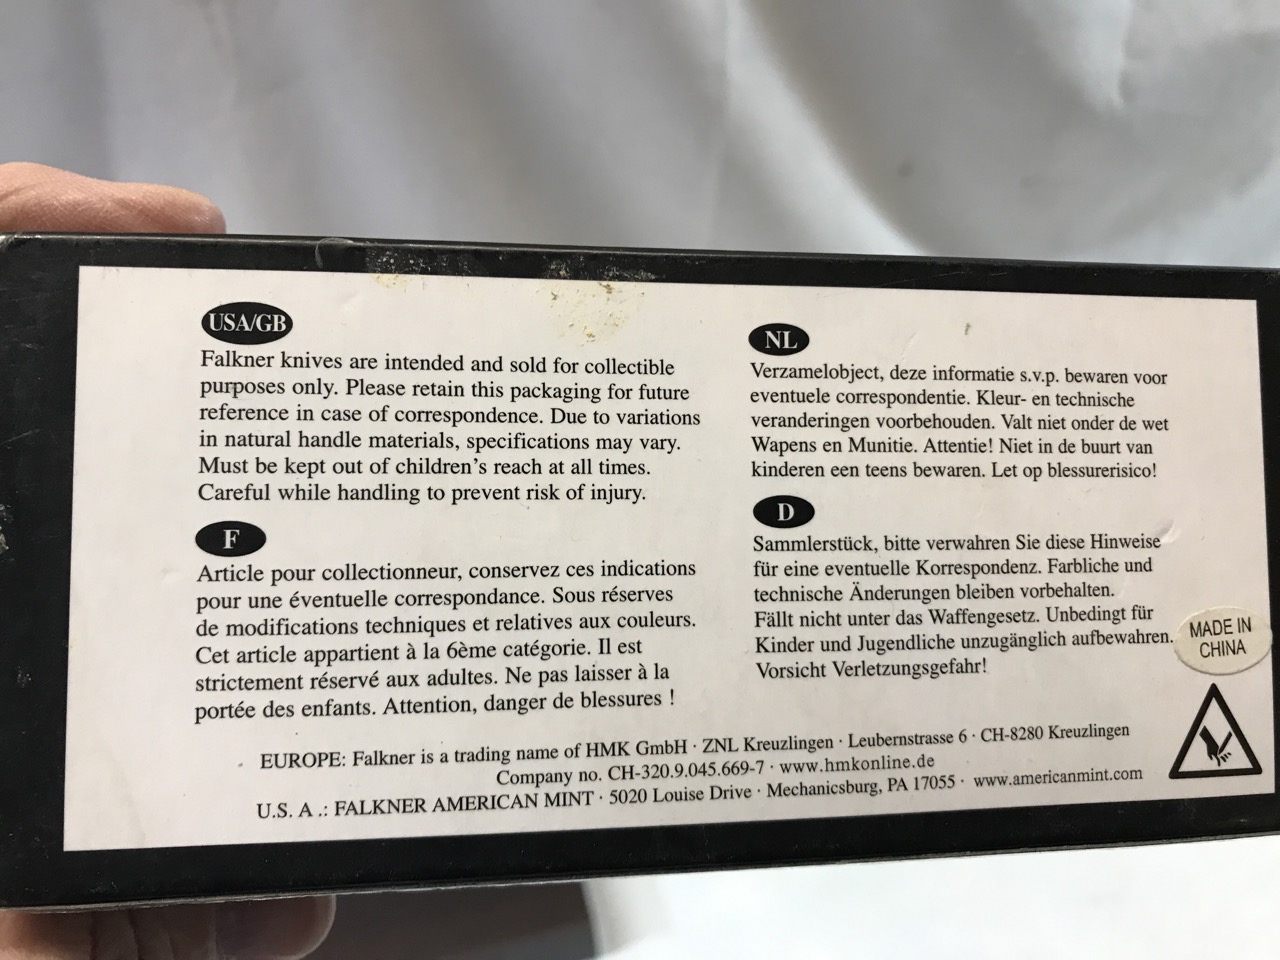 USA/GB
Falkner knives are intended and sold for collectible
purposes only. Please retain this packaging for future
reference in case of correspondence. Due to variations
in natural handle materials, specifications may vary.
Must be kept out of children's reach at all times.
Careful while handling to prevent risk of injury.
F
Article pour collectionneur, conservez ces indications
pour une éventuelle correspondance. Sous réserves
de modifications techniques et relatives aux couleurs.
Cet article appartient à la 6ème catégorie. Il est
strictement réservé aux adultes. Ne pas laisser à la
portée des enfants. Attention, danger de blessures !
NL
Verzamelobject, deze informatie s.v.p. bewaren voor
eventuele correspondentie. Kleur- en technische
veranderingen voorbehouden. Valt niet onder de wet
Wapens en Munitie. Attentie! Niet in de buurt van
kinderen een teens bewaren. Let op blessurerisico!
D
Sammlerstück, bitte verwahren Sie diese Hinweise
für eine eventuelle Korrespondenz. Farbliche und
technische Änderungen bleiben vorbehalten.
Fällt nicht unter das Waffengesetz. Unbedingt für
Kinder und Jugendliche unzugänglich aufbewahren.
Vorsicht Verletzungsgefahr!
MADE IN
CHINA
EUROPE: Falkner is a trading name of HMK GmbH · ZNL Kreuzlingen · Leubernstrasse 6 · CH-8280 Kreuzlingen
Company no. CH-320.9.045.669-7 · www.hmkonline.de
U.S. A .: FALKNER AMERICAN MINT · 5020 Louise Drive · Mechanicsburg, PA 17055 · www.americanmint.com